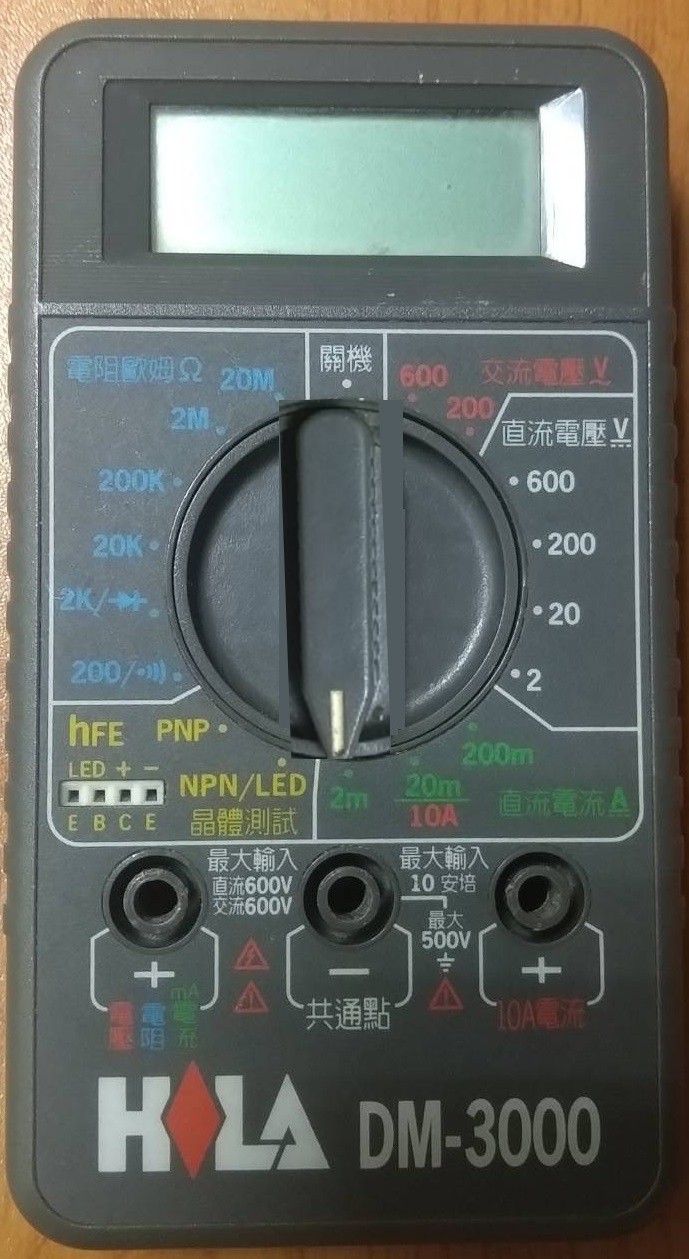 電阻歐姆Ω
20M
2M
200K
20K
2K/
200/
關機
600
200
交流電壓V
直流電壓V
600
200
20
2
hFE
PNP
LED + −
E B C E
NPN/LED
晶體測試
2m
20m
10A
200m
直流電流A
最大輸入
直流600V
交流600V
最大輸入
10 安培
最大
500V
+
電壓
電阻
mA
電流
−
共通點
+
10A電流
HOLA
DM-3000